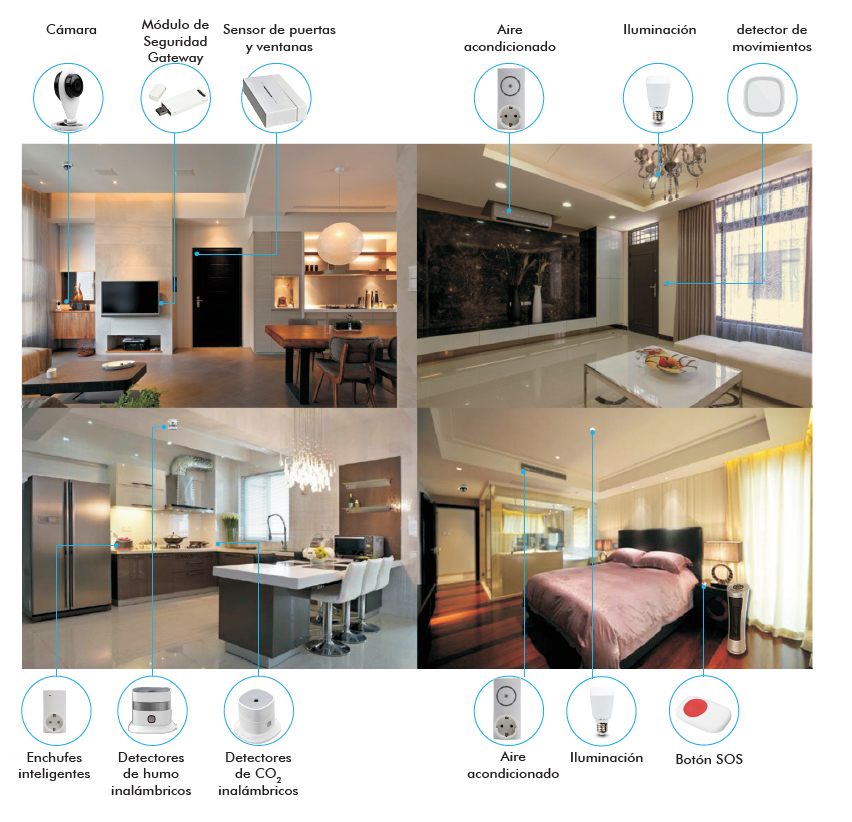 Cámara
Módulo de
Seguridad
Gateway
Sensor de puertas
y ventanas
Aire
acondicionado
Iluminación
detector de
movimientos
Enchufes
inteligentes
Detectores
de humo
inalámbricos
Detectores
de CO₂
inalámbricos
Aire
acondicionado
Iluminación
Botón SOS